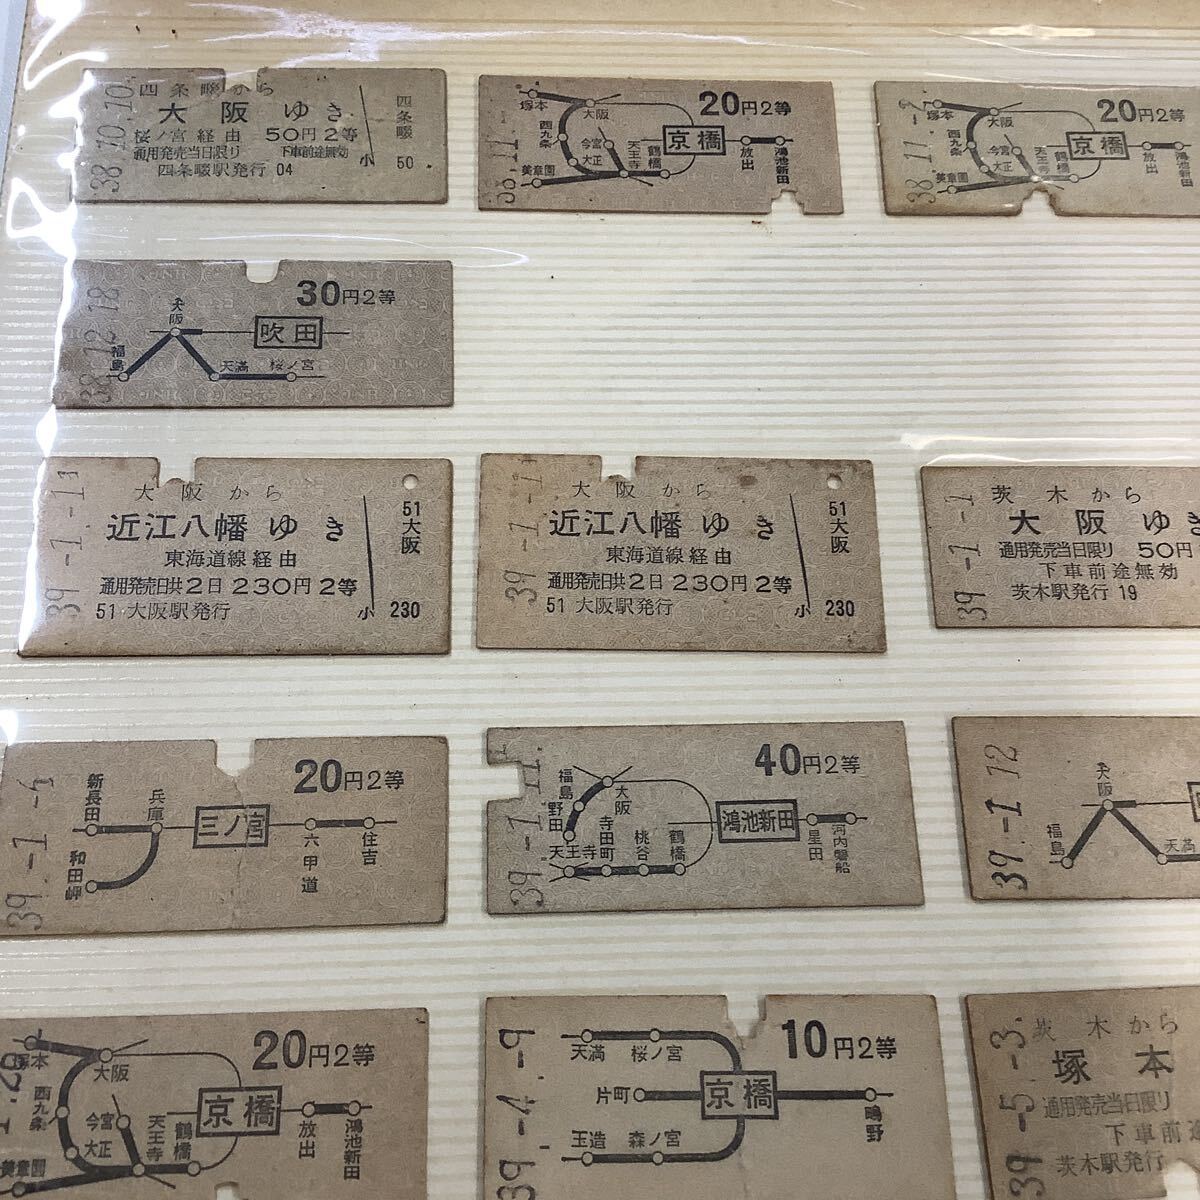 38.10.10
四条畷から
大阪ゆき
桜ノ宮経由 50円2等
通用発売当日限り 下車前途無効
四条畷駅発行 04
小
四条畷
50
38.11.
20円2等
塚本
大阪
西九条
今宮
大正
天王寺
鶴橋
京橋
放出
鴻池新田
美章園
38.11.-2
20円2等
塚本
大阪
西九条
今宮
大正
天王寺
鶴橋
京橋
放出
鴻池新田
美章園
38.12.18
30円2等
大阪
吹田
福島
天満 桜ノ宮
39.-1.-1
大阪から
近江八幡ゆき
東海道線経由
通用発売日共2日 230円2等
51 大阪駅発行
小 230
51
大阪
39.-1.-1
大阪から
近江八幡ゆき
東海道線経由
通用発売日共2日 230円2等
51 大阪駅発行
小 230
51
大阪
39.-1.-1
茨木から
大阪ゆき
通用発売当日限り 50円
下車前途無効
茨木駅発行 19
39.-1.-
20円2等
新長田
兵庫
三ノ宮
和田岬
六甲道
住吉
39.-1.11
40円2等
福島
野田
大阪
天王寺
寺田町
桃谷
鶴橋
鴻池新田
星田
河内磐船
39.-1.12
大阪
福島
天満
20円2等
塚本
大阪
西九条
今宮
大正
天王寺
鶴橋
京橋
放出
鴻池新田
美章園
39.-4.-9
10円2等
天満 桜ノ宮
片町
京橋
鴫野
玉造 森ノ宮
39.-5.-3
茨木から
塚本
通用発売当日限り
下車前途
茨木駅発行